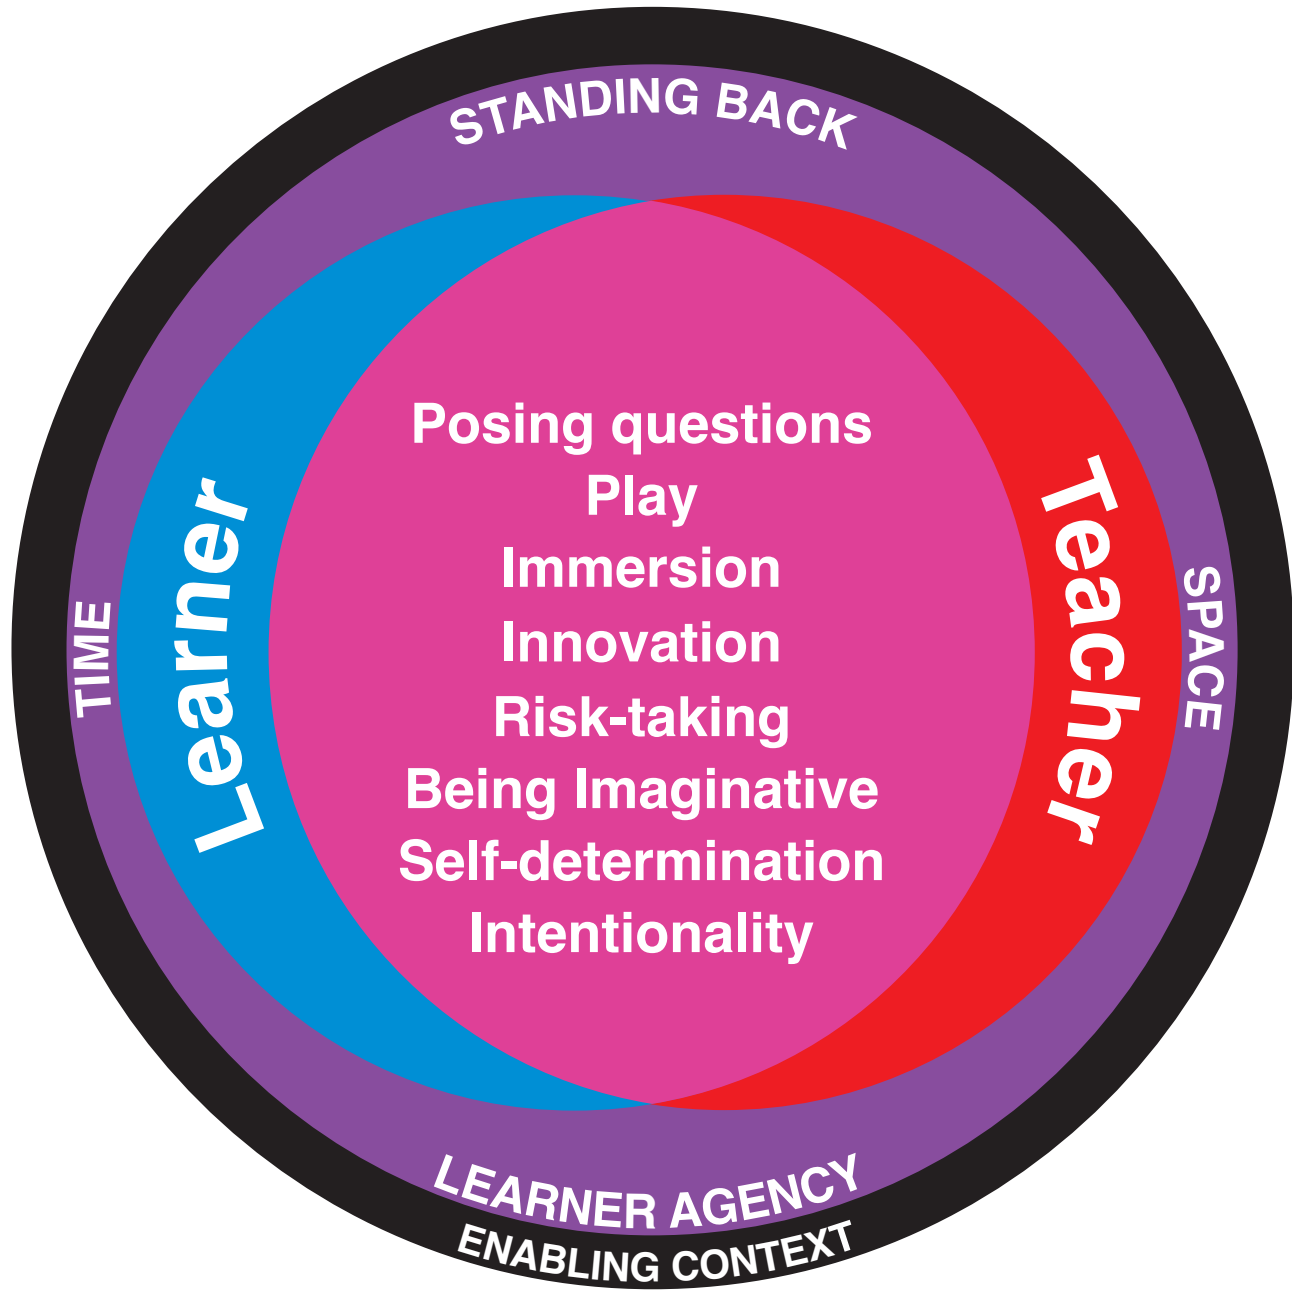 STANDING BACK
Learner
Teacher
TIME
SPACE
Posing questions
Play
Immersion
Innovation
Risk-taking
Being Imaginative
Self-determination
Intentionality
LEARNER AGENCY
ENABLING CONTEXT